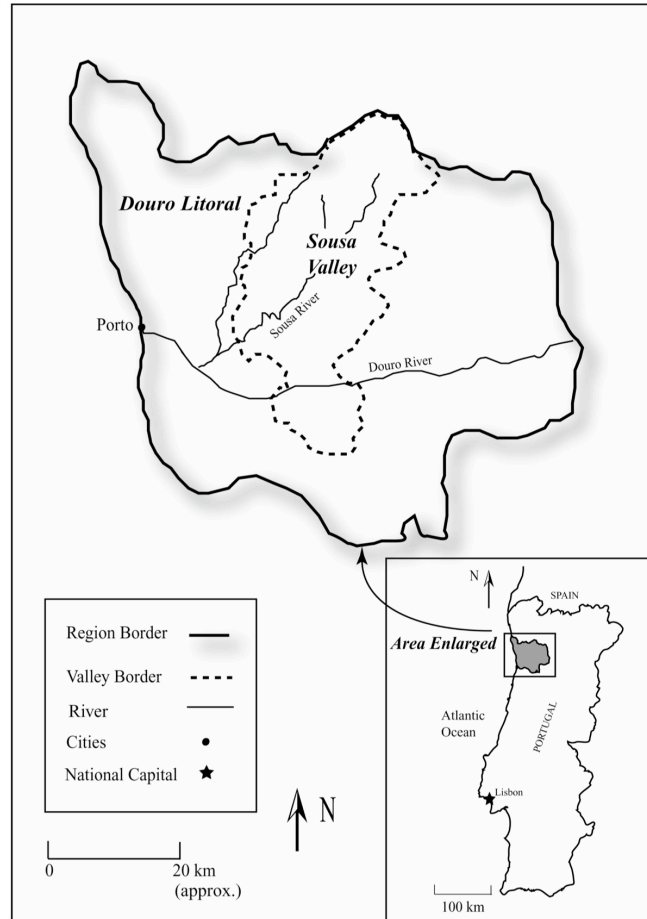 Douro Litoral
Sousa
Valley
Sousa River
Porto
Douro River
Region Border
Valley Border
River
Cities
National Capital
N
0
20 km
(approx.)
N
SPAIN
Area Enlarged
Atlantic
Ocean
PORTUGAL
Lisbon
100 km